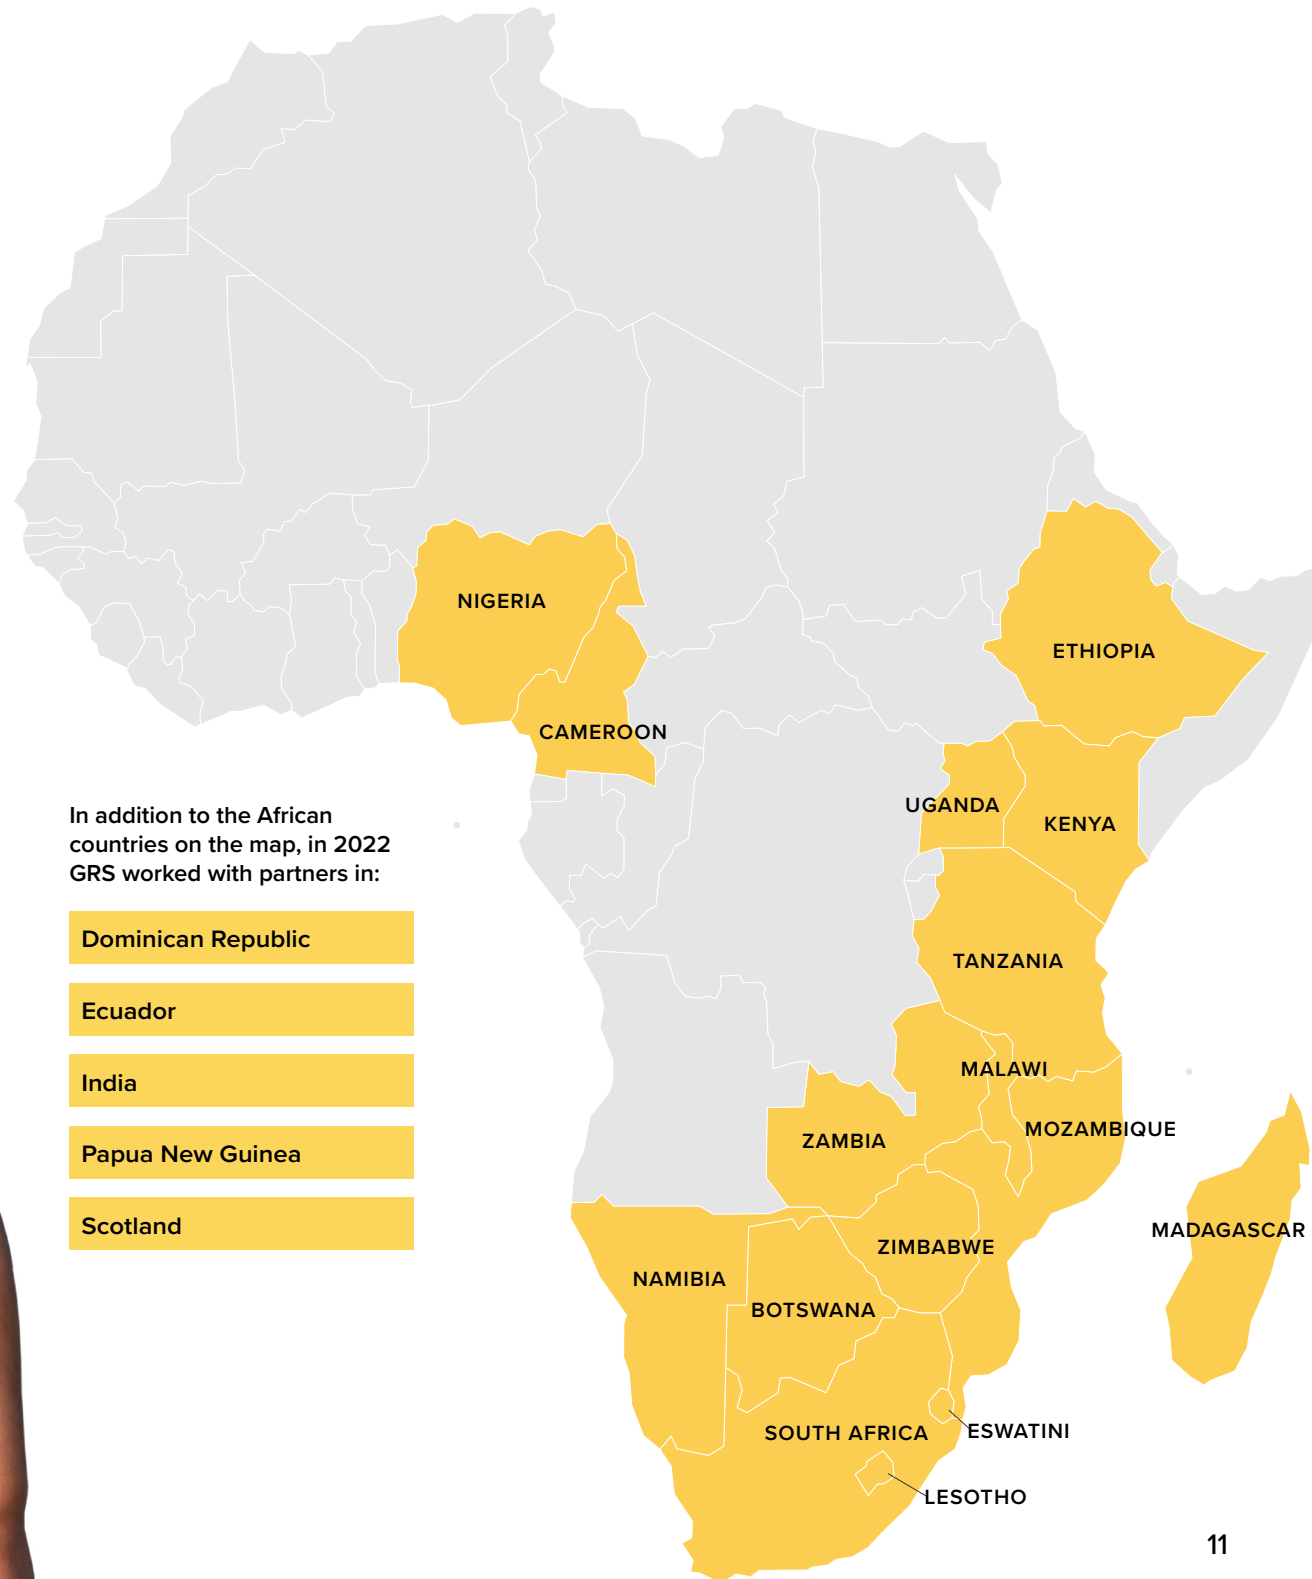 NIGERIA
ETHIOPIA
CAMEROON
UGANDA
KENYA
In addition to the African
countries on the map, in 2022
GRS worked with partners in:
Dominican Republic
Ecuador
India
Papua New Guinea
Scotland
TANZANIA
MALAWI
MOZAMBIQUE
ZAMBIA
MADAGASCAR
ZIMBABWE
NAMIBIA
BOTSWANA
SOUTH AFRICA
ESWATINI
LESOTHO
11